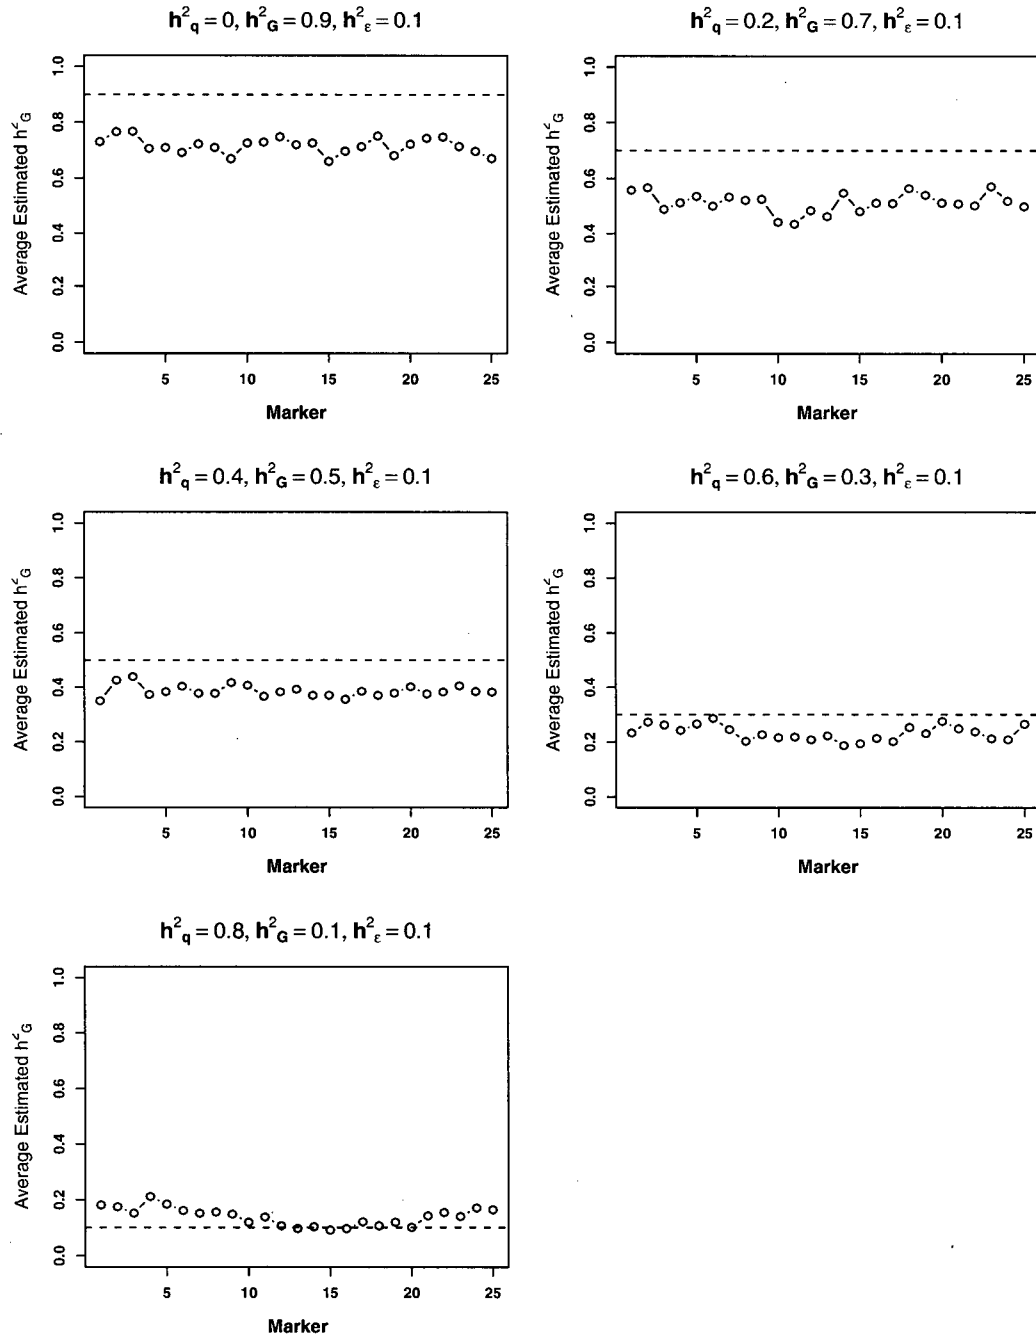 h²q = 0, h²G = 0.9, h²ε = 0.1
Average Estimated h²G
1.0
0.8
0.6
0.4
0.2
0.0
5 10 15 20 25
Marker
h²q = 0.2, h²G = 0.7, h²ε = 0.1
Average Estimated h²G
1.0
0.8
0.6
0.4
0.2
0.0
5 10 15 20 25
Marker
h²q = 0.4, h²G = 0.5, h²ε = 0.1
Average Estimated h²G
1.0
0.8
0.6
0.4
0.2
0.0
5 10 15 20 25
Marker
h²q = 0.6, h²G = 0.3, h²ε = 0.1
Average Estimated h²G
1.0
0.8
0.6
0.4
0.2
0.0
5 10 15 20 25
Marker
h²q = 0.8, h²G = 0.1, h²ε = 0.1
Average Estimated h²G
1.0
0.8
0.6
0.4
0.2
0.0
5 10 15 20 25
Marker